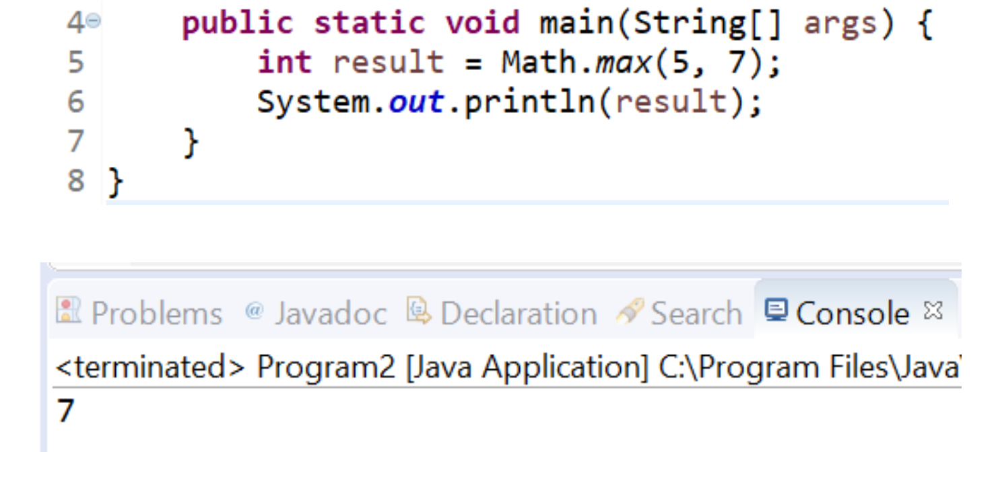 4 public static void main(String[] args) {
5 int result = Math.max(5, 7);
6 System.out.println(result);
7 }
8 }
Problems @ Javadoc Declaration Search Console
<terminated> Program2 [Java Application] C:\Program Files\Java\
7